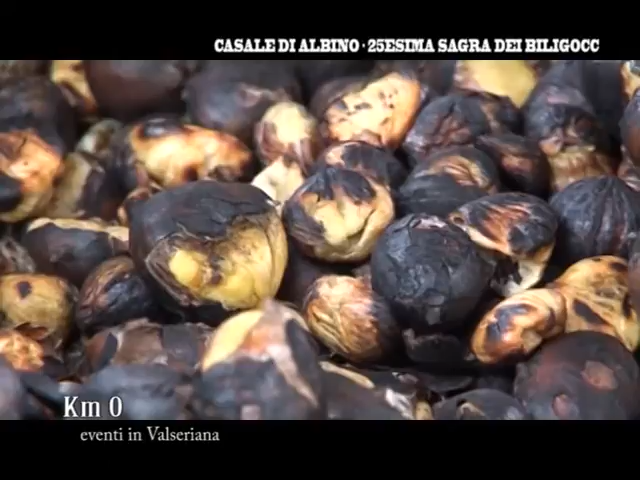 CASALE DI ALBINO · 25ESIMA SAGRA DEI BILIGOCC
Km 0
eventi in Valseriana